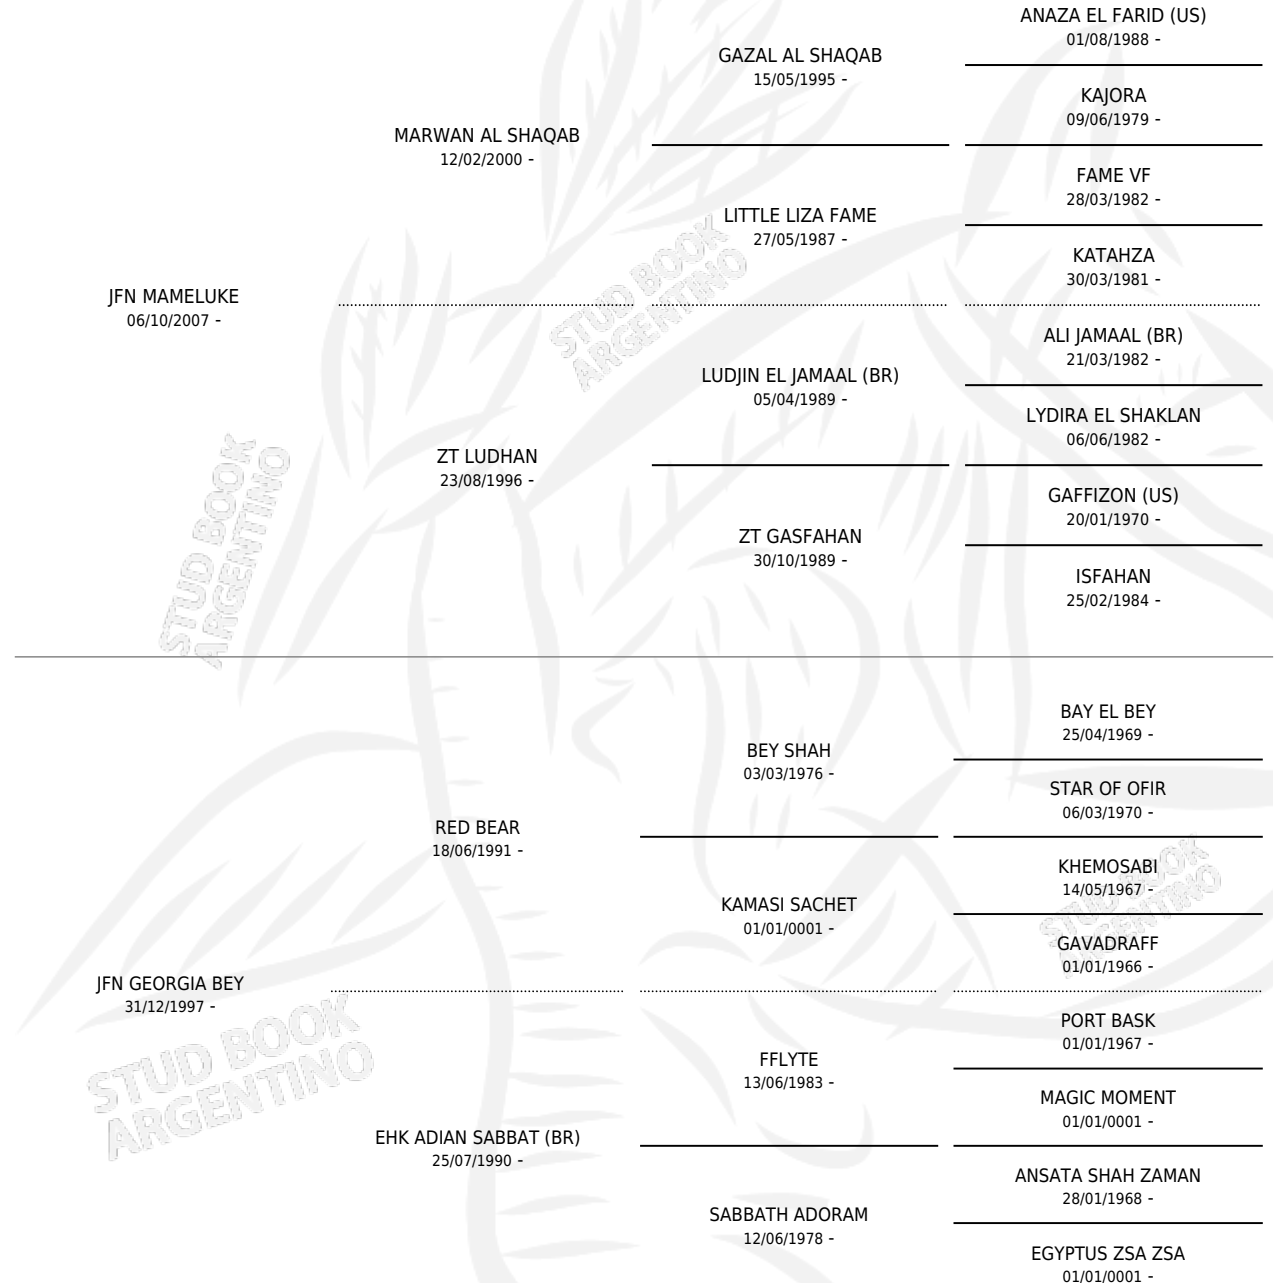 ANAZA EL FARID (US)
01/08/1988 -
GAZAL AL SHAQAB
15/05/1995 -
KAJORA
09/06/1979 -
MARWAN AL SHAQAB
12/02/2000 -
FAME VF
28/03/1982 -
LITTLE LIZA FAME
27/05/1987 -
KATAHZA
30/03/1981 -
JFN MAMELUKE
06/10/2007 -
ALI JAMAAL (BR)
21/03/1982 -
LUDJIN EL JAMAAL (BR)
05/04/1989 -
LYDIRA EL SHAKLAN
06/06/1982 -
ZT LUDHAN
23/08/1996 -
GAFFIZON (US)
20/01/1970 -
ZT GASFAHAN
30/10/1989 -
ISFAHAN
25/02/1984 -
BAY EL BEY
25/04/1969 -
BEY SHAH
03/03/1976 -
STAR OF OFIR
06/03/1970 -
RED BEAR
18/06/1991 -
KHEMOSABI
14/05/1967 -
KAMASI SACHET
01/01/0001 -
GAVADRAFF
01/01/1966 -
JFN GEORGIA BEY
31/12/1997 -
PORT BASK
01/01/1967 -
FFLYTE
13/06/1983 -
MAGIC MOMENT
01/01/0001 -
EHK ADIAN SABBAT (BR)
25/07/1990 -
ANSATA SHAH ZAMAN
28/01/1968 -
SABBATH ADORAM
12/06/1978 -
EGYPTUS ZSA ZSA
01/01/0001 -
STUD BOOK
ARGENTINO
STUD BOOK
ARGENTINO
STUD BOOK
ARGENTINO
STUD BOOK
ARGENTINO